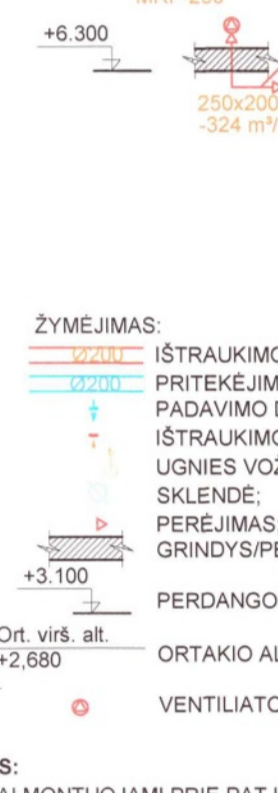 +6.300
250x200
-324 m³/
ŽYMĖJIMAS:
Ø200 IŠTRAUKIMO
Ø200 PRITEKĖJIM
PADAVIMO D
IŠTRAUKIMO
UGNIES VOŽ
SKLENDĖ;
PERĖJIMAS;
GRINDYS/PE
+3.100
PERDANGO
Ort. virš. alt.
+2,680
ORTAKIO AL
VENTILIATO
S: